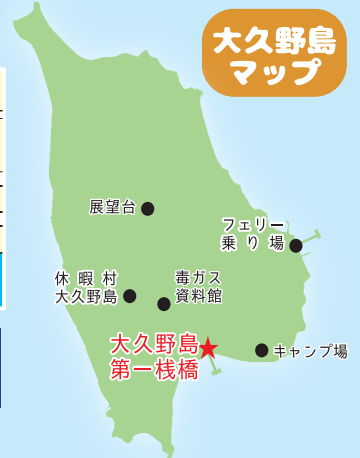 大久野島
マップ
展望台
フェリー
乗り場
休暇村
大久野島
毒ガス
資料館
大久野島
第一桟橋
キャンプ場